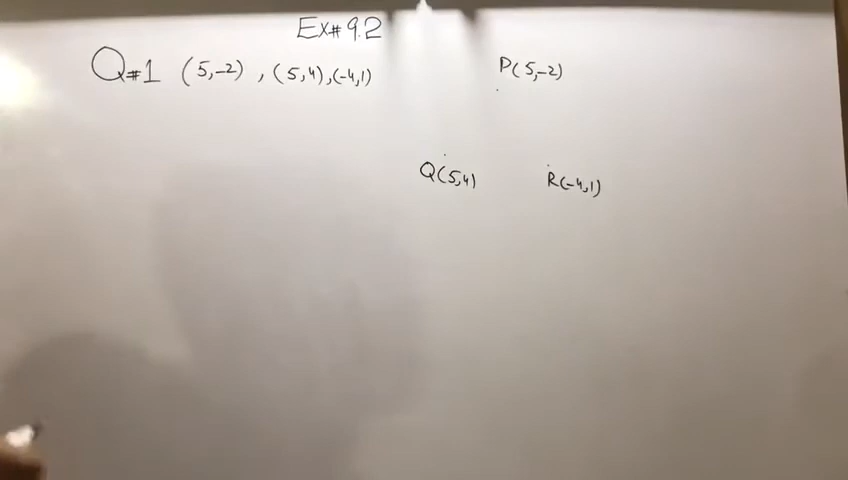 Ex# 9.2
Q#1 (5,-2) , (5,4) , (-4,1)
P(5,-2)
Q(5,4) R(-4,1)